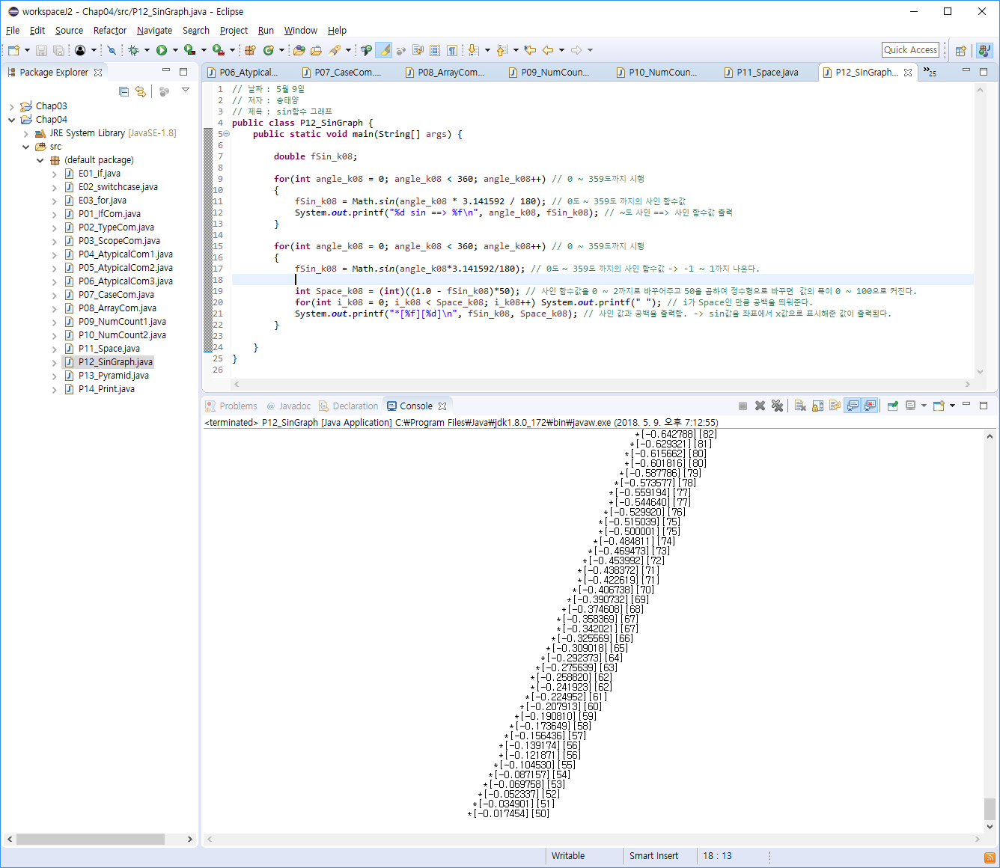 workspaceJ2 - Chap04/src/P12_SinGraph.java - Eclipse
File Edit Source Refactor Navigate Search Project Run Window Help
Quick Access
Package Explorer
Chap03
Chap04
JRE System Library [JavaSE-1.8]
src
(default package)
E01_if.java
E02_switchcase.java
E03_for.java
P01_IfCom.java
P02_TypeCom.java
P03_ScopeCom.java
P04_AtypicalCom1.java
P05_AtypicalCom2.java
P06_AtypicalCom3.java
P07_CaseCom.java
P08_ArrayCom.java
P09_NumCount1.java
P10_NumCount2.java
P11_Space.java
P12_SinGraph.java
P13_Pyramid.java
P14_Print.java
P06_Atypical... P07_CaseCom.... P08_ArrayCom... P09_NumCoun... P10_NumCoun... P11_Space.java P12_SinGraph... »25
1 // 날짜 : 5월 9일
2 // 저자 : 송태양
3 // 제목 : sin함수 그래프
4 public class P12_SinGraph {
5 public static void main(String[] args) {
6
7 double fSin_k08;
8
9 for(int angle_k08 = 0; angle_k08 < 360; angle_k08++) // 0 ~ 359도까지 시행
10 {
11 fSin_k08 = Math.sin(angle_k08 * 3.141592 / 180); // 0도 ~ 359도 까지의 사인 함수값
12 System.out.printf("%d sin ==> %f\n", angle_k08, fSin_k08); // ~도 사인 ==> 사인 함수값 출력
13 }
14
15 for(int angle_k08 = 0; angle_k08 < 360; angle_k08++) // 0 ~ 359도까지 시행
16 {
17 fSin_k08 = Math.sin(angle_k08*3.141592/180); // 0도 ~ 359도 까지의 사인 함수값 -> -1 ~ 1까지 나온다.
18
19 int Space_k08 = (int)((1.0 - fSin_k08)*50); // 사인 함수값을 0 ~ 2까지로 바꾸어주고 50을 곱하여 정수형으로 바꾸면 값의 폭이 0 ~ 100으로 커진다.
20 for(int i_k08 = 0; i_k08 < Space_k08; i_k08++) System.out.printf(" "); // i가 Space인 만큼 공백을 띄워준다.
21 System.out.printf("*[%f][%d]\n", fSin_k08, Space_k08); // 사인 값과 공백을 출력함. -> sin값을 좌표에서 x값으로 표시해준 값이 출력된다.
22 }
23
24 }
25 }
26
Problems Javadoc Declaration Console
<terminated> P12_SinGraph [Java Application] C:₩Program Files₩Java₩jdk1.8.0_172₩bin₩javaw.exe (2018. 5. 9. 오후 7:12:55)
*[-0.642788][82]
*[-0.629321][81]
*[-0.615662][80]
*[-0.601816][80]
*[-0.587786][79]
*[-0.573577][78]
*[-0.559194][77]
*[-0.544640][77]
*[-0.529920][76]
*[-0.515039][75]
*[-0.500001][75]
*[-0.484811][74]
*[-0.469473][73]
*[-0.453992][72]
*[-0.438372][71]
*[-0.422619][71]
*[-0.406738][70]
*[-0.390732][69]
*[-0.374608][68]
*[-0.358369][67]
*[-0.342021][67]
*[-0.325569][66]
*[-0.309018][65]
*[-0.292373][64]
*[-0.275639][63]
*[-0.258820][62]
*[-0.241923][62]
*[-0.224952][61]
*[-0.207913][60]
*[-0.190810][59]
*[-0.173649][58]
*[-0.156436][57]
*[-0.139174][56]
*[-0.121871][56]
*[-0.104530][55]
*[-0.087157][54]
*[-0.069758][53]
*[-0.052337][52]
*[-0.034901][51]
*[-0.017454][50]
Writable Smart Insert 18 : 13